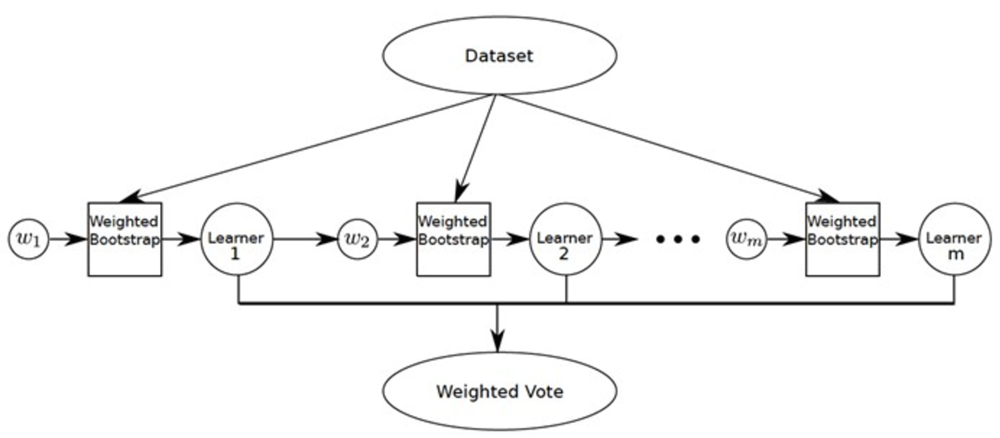 Dataset
w1
Weighted
Bootstrap
Learner
1
w2
Weighted
Bootstrap
Learner
2
wm
Weighted
Bootstrap
Learner
m
Weighted Vote